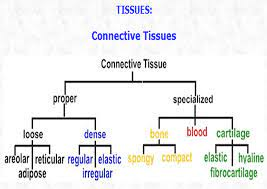 TISSUES:
Connective Tissues
Connective Tissue
proper specialized
loose dense bone blood cartilage
areolar reticular regular elastic spongy compact elastic hyaline
adipose irregular fibrocartilage